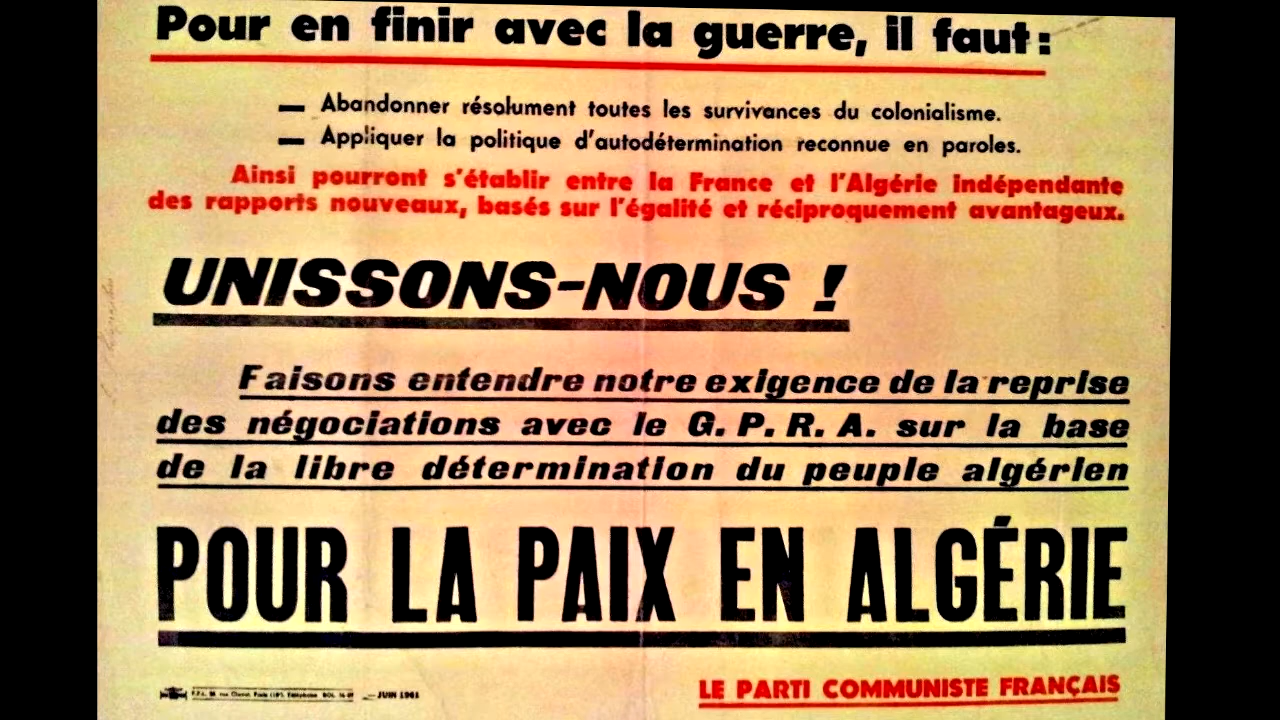 Pour en finir avec la guerre, il faut :
— Abandonner résolument toutes les survivances du colonialisme.
— Appliquer la politique d'autodétermination reconnue en paroles.
Ainsi pourront s'établir entre la France et l'Algérie indépendante
des rapports nouveaux, basés sur l'égalité et réciproquement avantageux.
UNISSONS-NOUS !
Faisons entendre notre exigence de la reprise
des négociations avec le G.P.R.A. sur la base
de la libre détermination du peuple algérien
POUR LA PAIX EN ALGÉRIE
JUIN 1961
LE PARTI COMMUNISTE FRANÇAIS